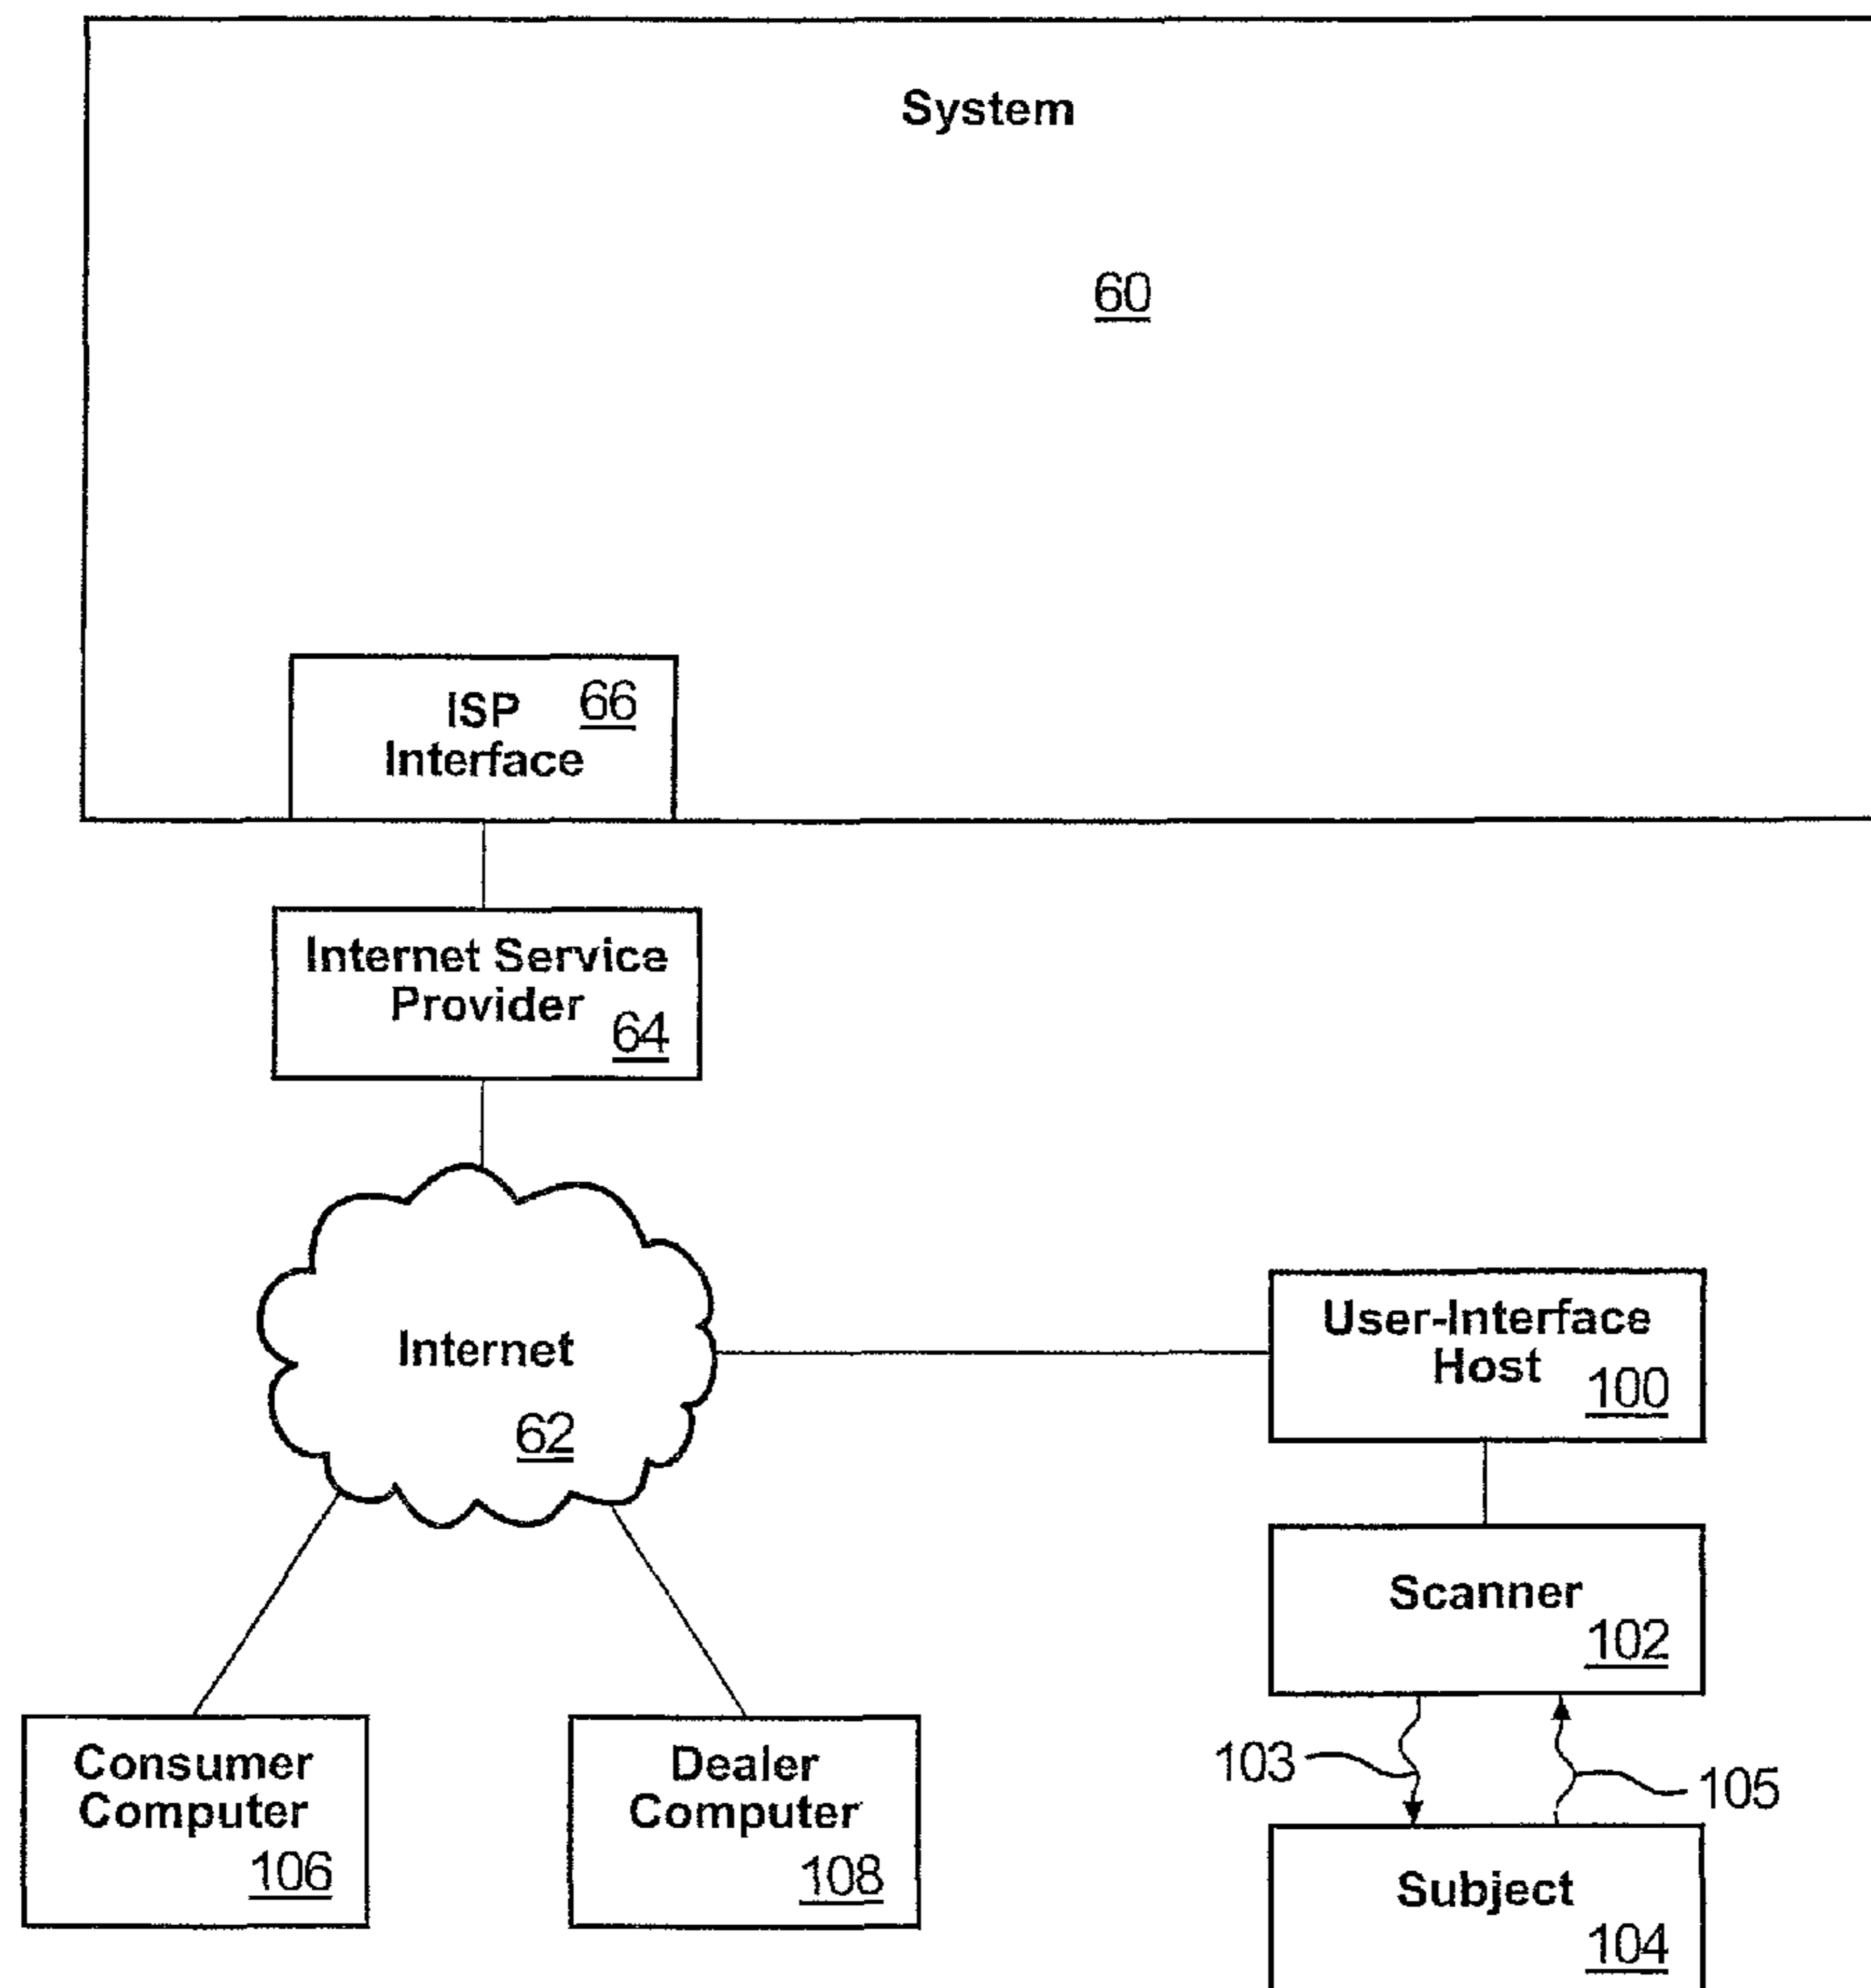 System
60
ISP 66
Interface
Internet Service
Provider
64
Internet
62
User-Interface
Host
100
Scanner
102
103
105
Consumer
Computer
106
Dealer
Computer
108
Subject
104